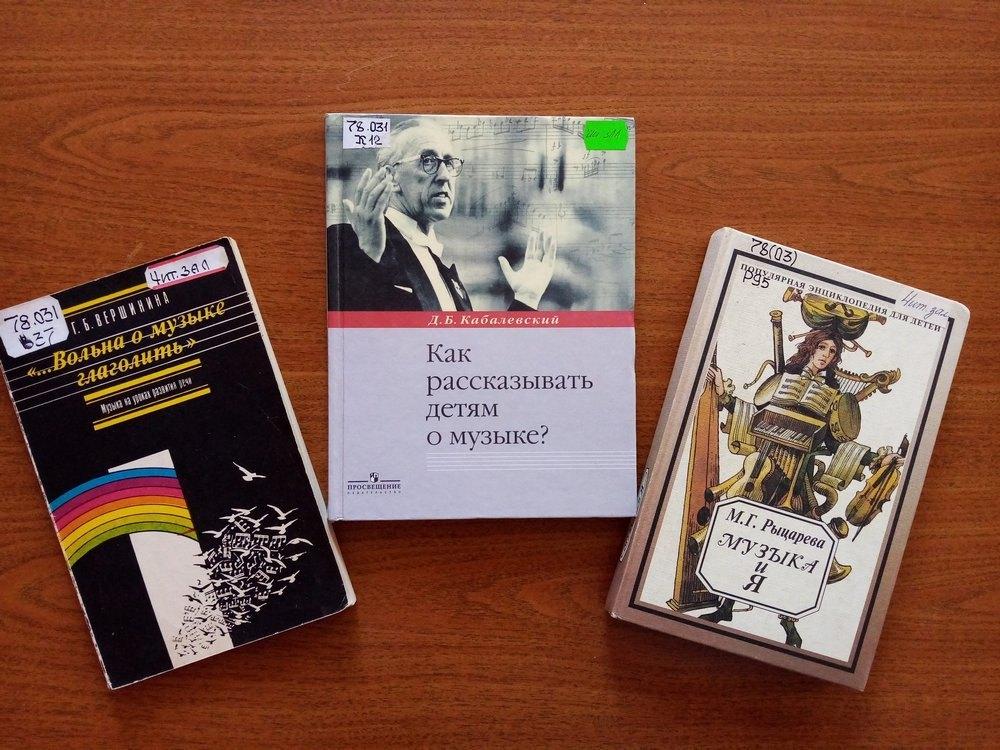 78.031
В37
Чит. ЗАЛ
Г. Б. ВЕРШИНИНА
«...Вольна о музыке
глаголить»
Музыка на уроках развития речи
78.031
К12
Чит. ЗАЛ
Д. Б. Кабалевский
Как
рассказывать
детям
о музыке?
ПРОСВЕЩЕНИЕ
ИЗДАТЕЛЬСТВО
78(03)
Р95
Чит. зал
ПОПУЛЯРНАЯ ЭНЦИКЛОПЕДИЯ ДЛЯ ДЕТЕЙ
М.Г. Рыцарева
МУЗЫКА
и
Я